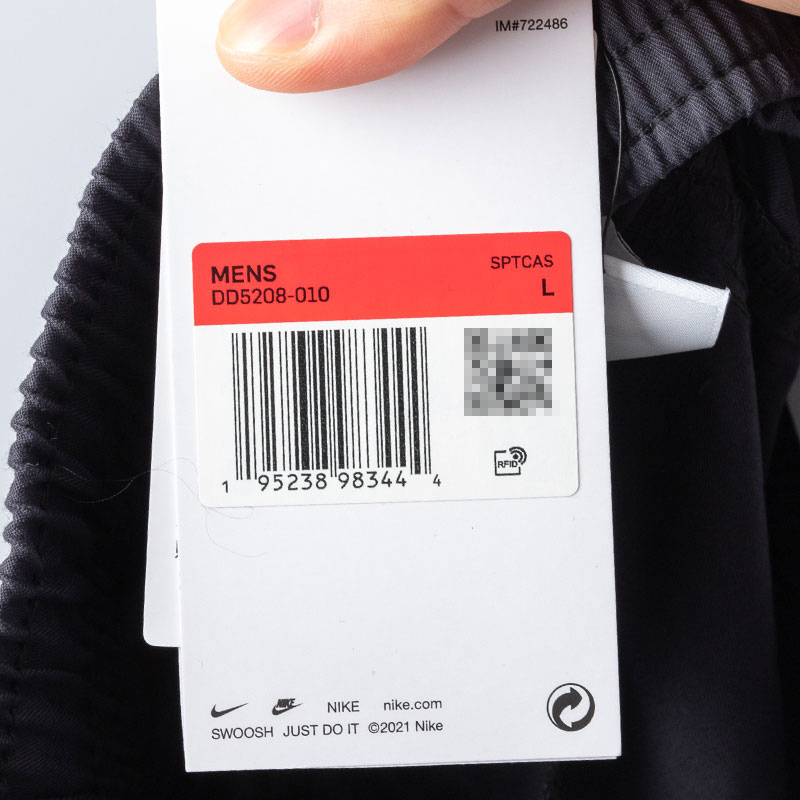 IM#722486
MENS
SPTCAS
DD5208-010
L
1 95238 98344 4
RFID
NIKE NIKE nike.com
SWOOSH JUST DO IT ©2021 Nike